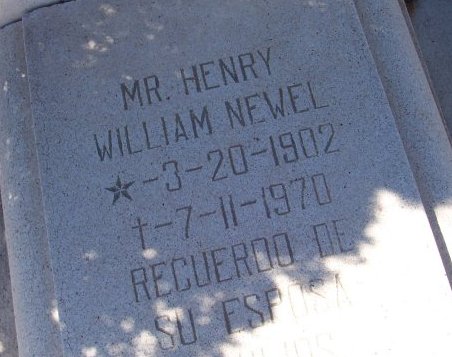 MR. HENRY
WILLIAM NEWEL
★-3-20-1902
†-7-11-1970
RECUERDO DE
SU ESPOSA